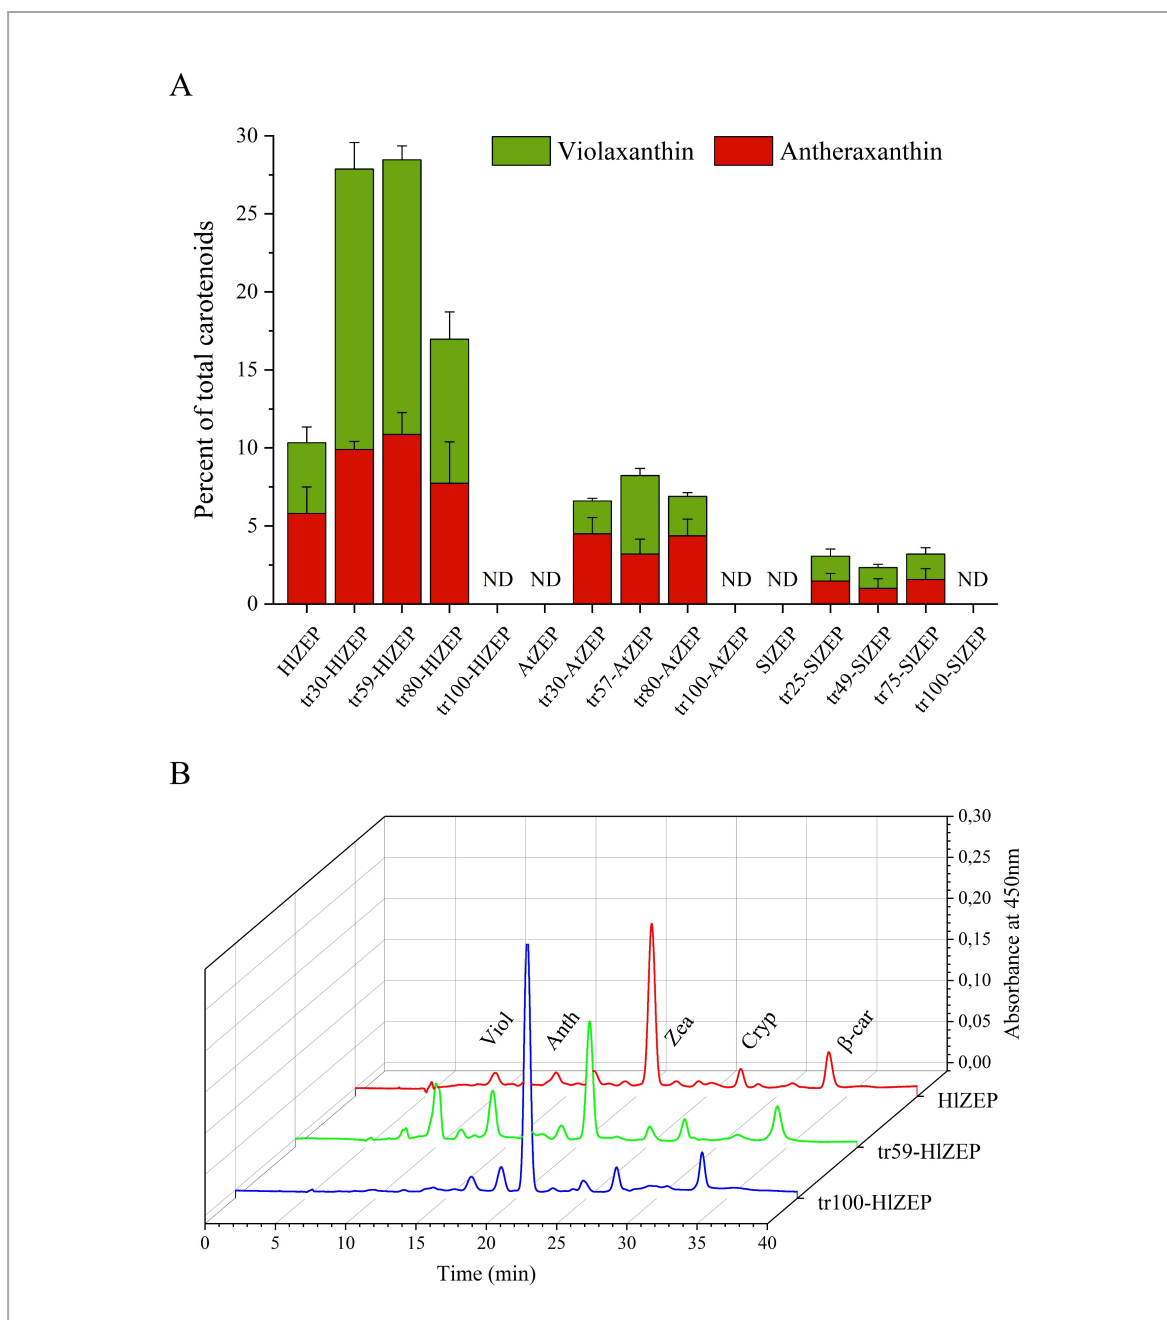 A
30
25
20
15
10
5
0
Percent of total carotenoids
Violaxanthin
Antheraxanthin
ND
ND
ND
ND
ND
HlZEP
tr30-HlZEP
tr59-HlZEP
tr80-HlZEP
tr100-HlZEP
AtZEP
tr30-AtZEP
tr57-AtZEP
tr80-AtZEP
tr100-AtZEP
SlZEP
tr25-SlZEP
tr49-SlZEP
tr75-SlZEP
tr100-SlZEP
B
0,30
0,25
0,20
0,15
0,10
0,05
0,00
Absorbance at 450nm
Viol
Anth
Zea
Cryp
β-car
HlZEP
tr59-HlZEP
tr100-HlZEP
0 5 10 15 20 25 30 35 40
Time (min)